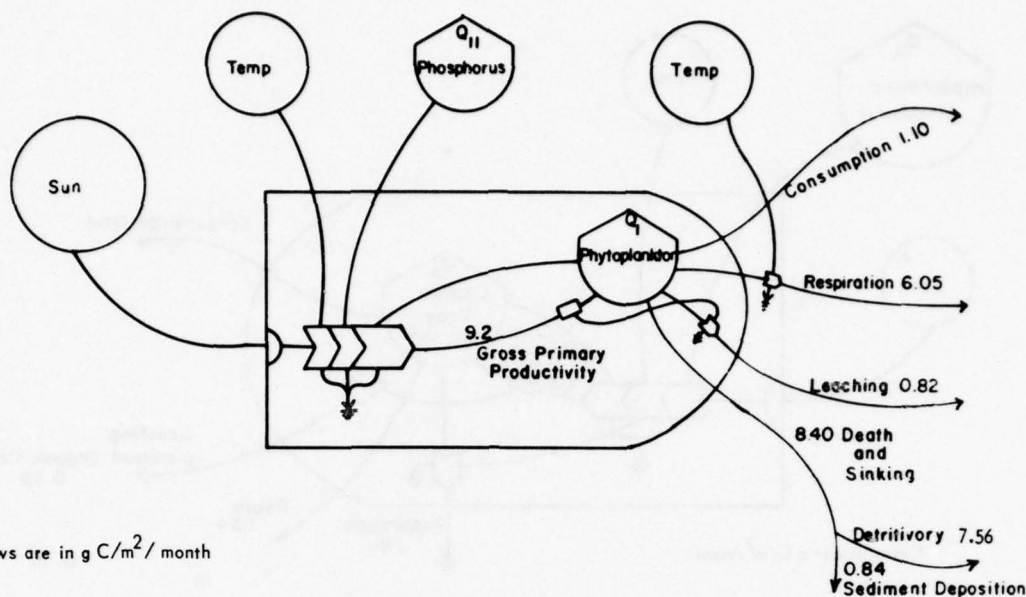 Q11
Phosphorus
Temp
Temp
Sun
Consumption 1.10
Q1
Phytoplankton
Respiration 6.05
9.2
Gross Primary
Productivity
Leaching 0.82
8.40 Death
and
Sinking
Detritivory 7.56
0.84
Sediment Deposition
ws are in g C/m²/ month